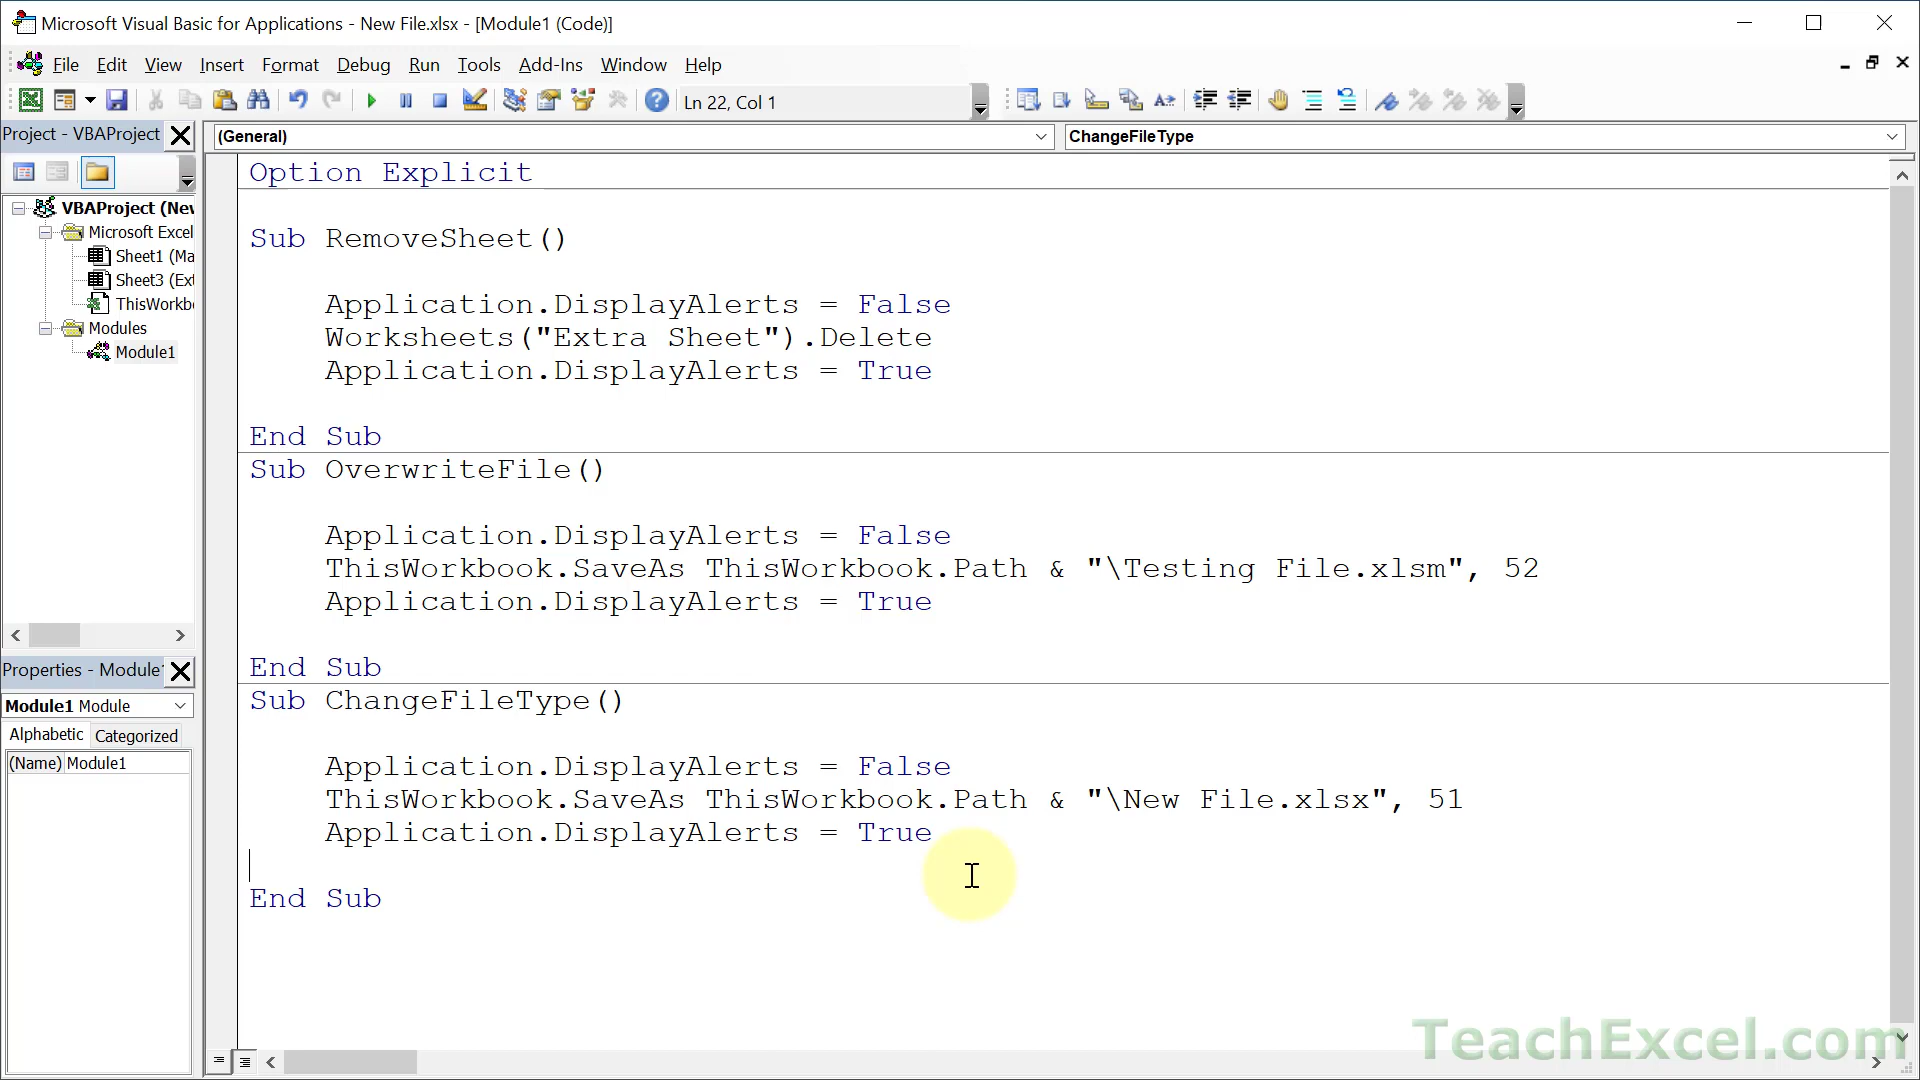 Microsoft Visual Basic for Applications - New File.xlsx - [Module1 (Code)]
File Edit View Insert Format Debug Run Tools Add-Ins Window Help
Ln 22, Col 1
Project - VBAProject
(General)
ChangeFileType
VBAProject (Nev
Microsoft Excel
Sheet1 (Ma
Sheet3 (Ext
ThisWorkbo
Modules
Module1
Properties - Module
Module1 Module
Alphabetic Categorized
(Name) Module1
Option Explicit
Sub RemoveSheet()
Application.DisplayAlerts = False
Worksheets("Extra Sheet").Delete
Application.DisplayAlerts = True
End Sub
Sub OverwriteFile()
Application.DisplayAlerts = False
ThisWorkbook.SaveAs ThisWorkbook.Path & "\Testing File.xlsm", 52
Application.DisplayAlerts = True
End Sub
Sub ChangeFileType()
Application.DisplayAlerts = False
ThisWorkbook.SaveAs ThisWorkbook.Path & "\New File.xlsx", 51
Application.DisplayAlerts = True
End Sub
TeachExcel.com